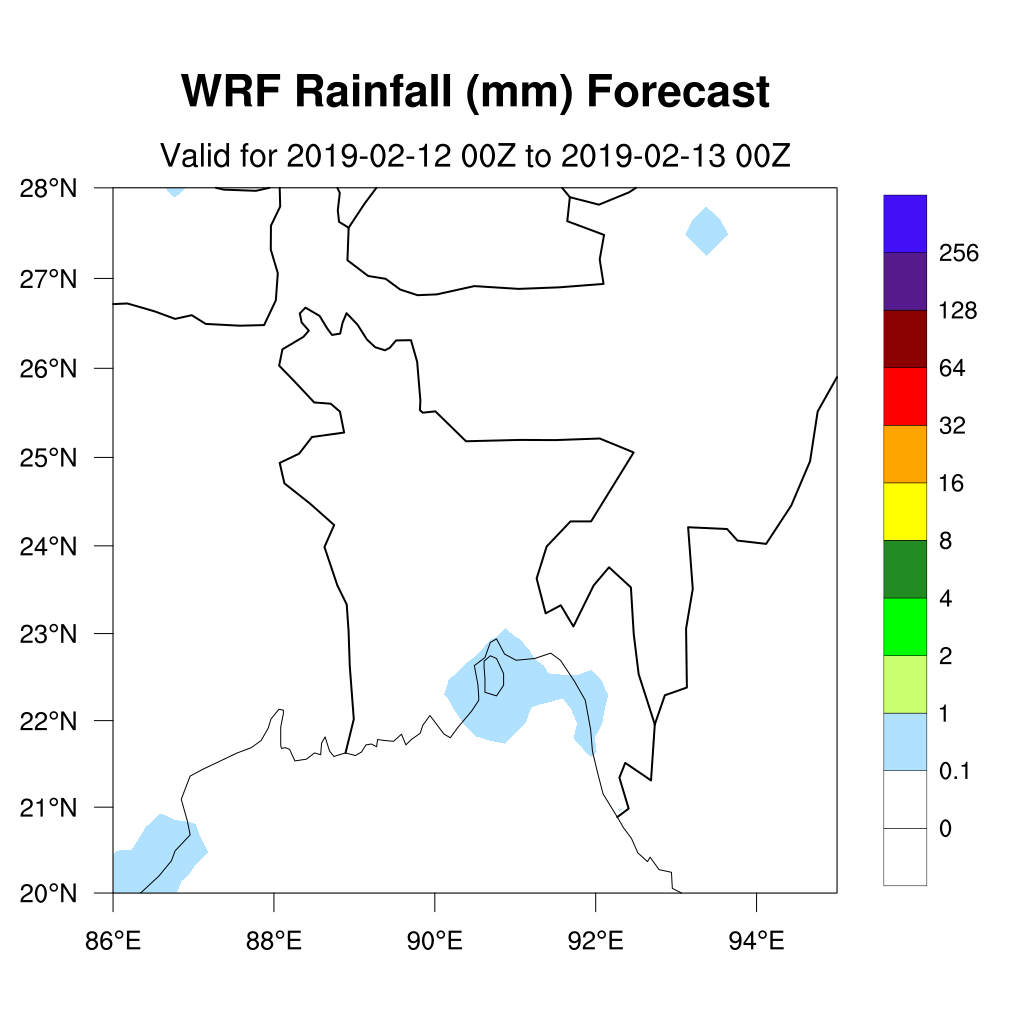 WRF Rainfall (mm) Forecast
Valid for 2019-02-12 00Z to 2019-02-13 00Z
28°N
27°N
26°N
25°N
24°N
23°N
22°N
21°N
20°N
86°E 88°E 90°E 92°E 94°E
256
128
64
32
16
8
4
2
1
0.1
0